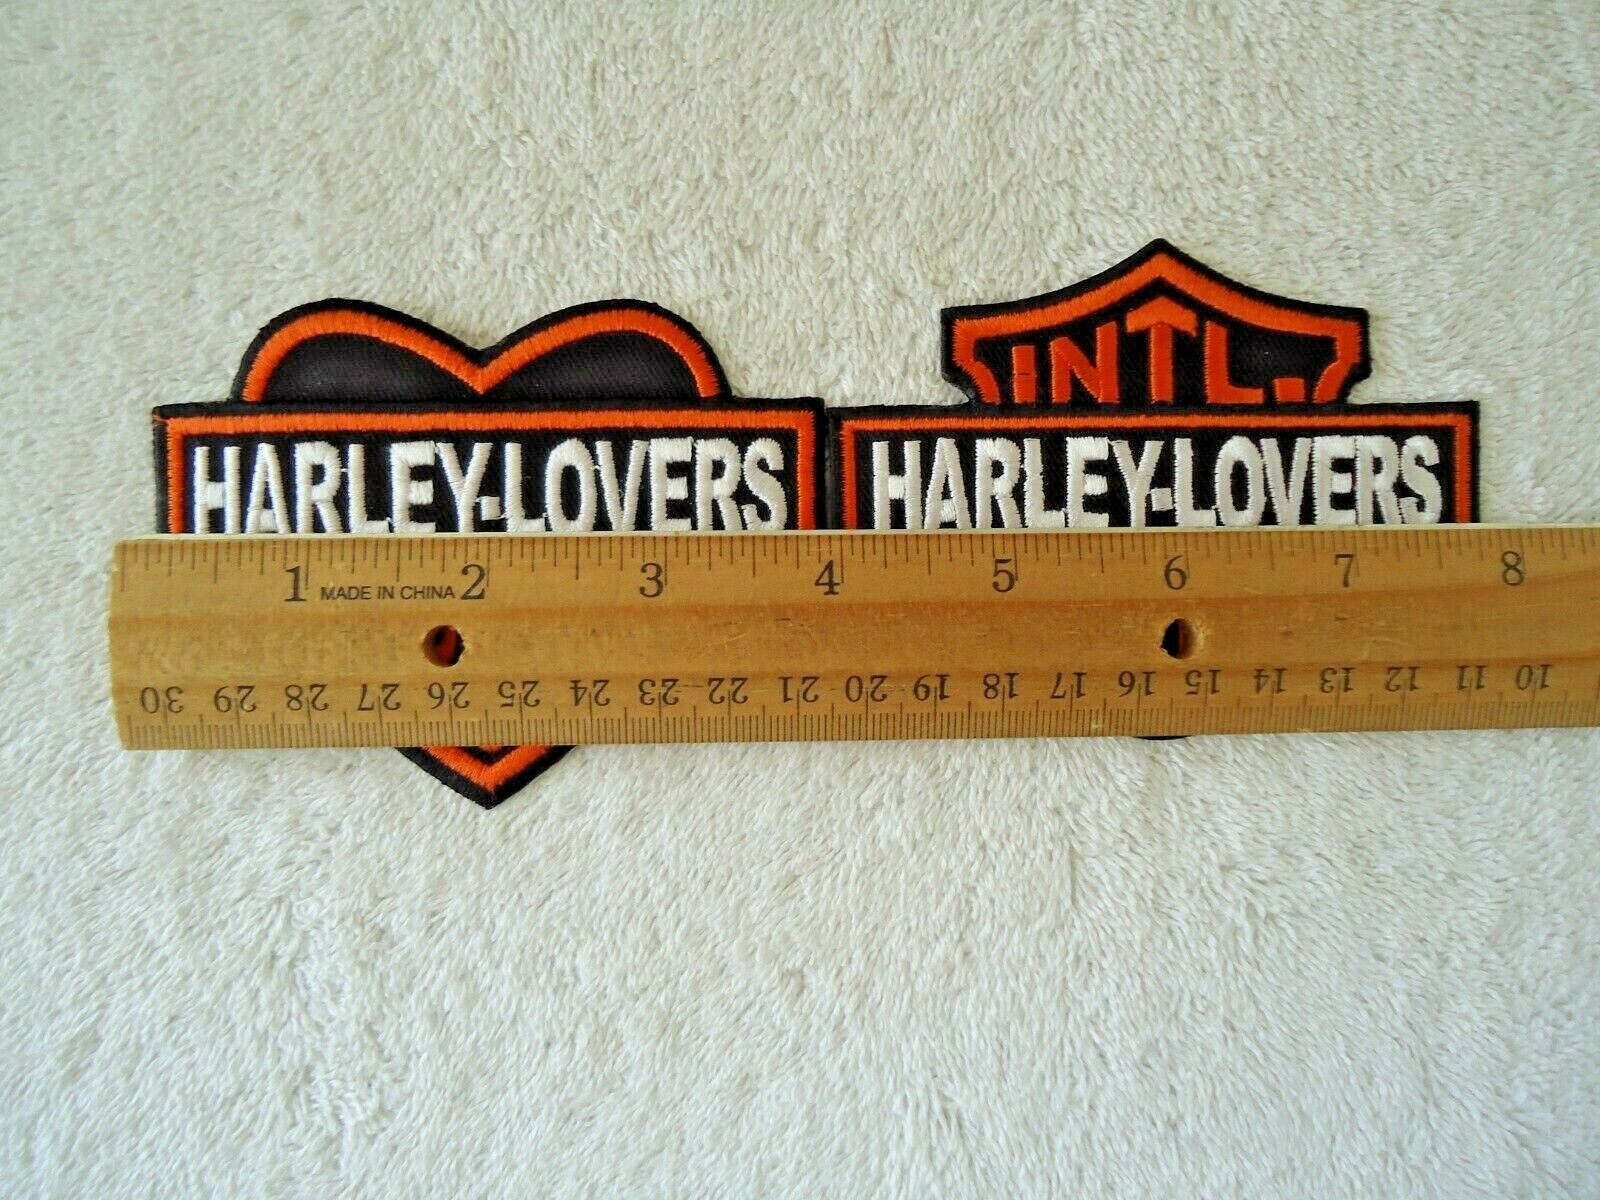 INTL.
HARLEY-LOVERS
HARLEY-LOVERS
1 MADE IN CHINA 2 3 4 5 6 7 8
30 29 28 27 26 25 24 23 22 21 20 19 18 17 16 15 14 13 12 11 10